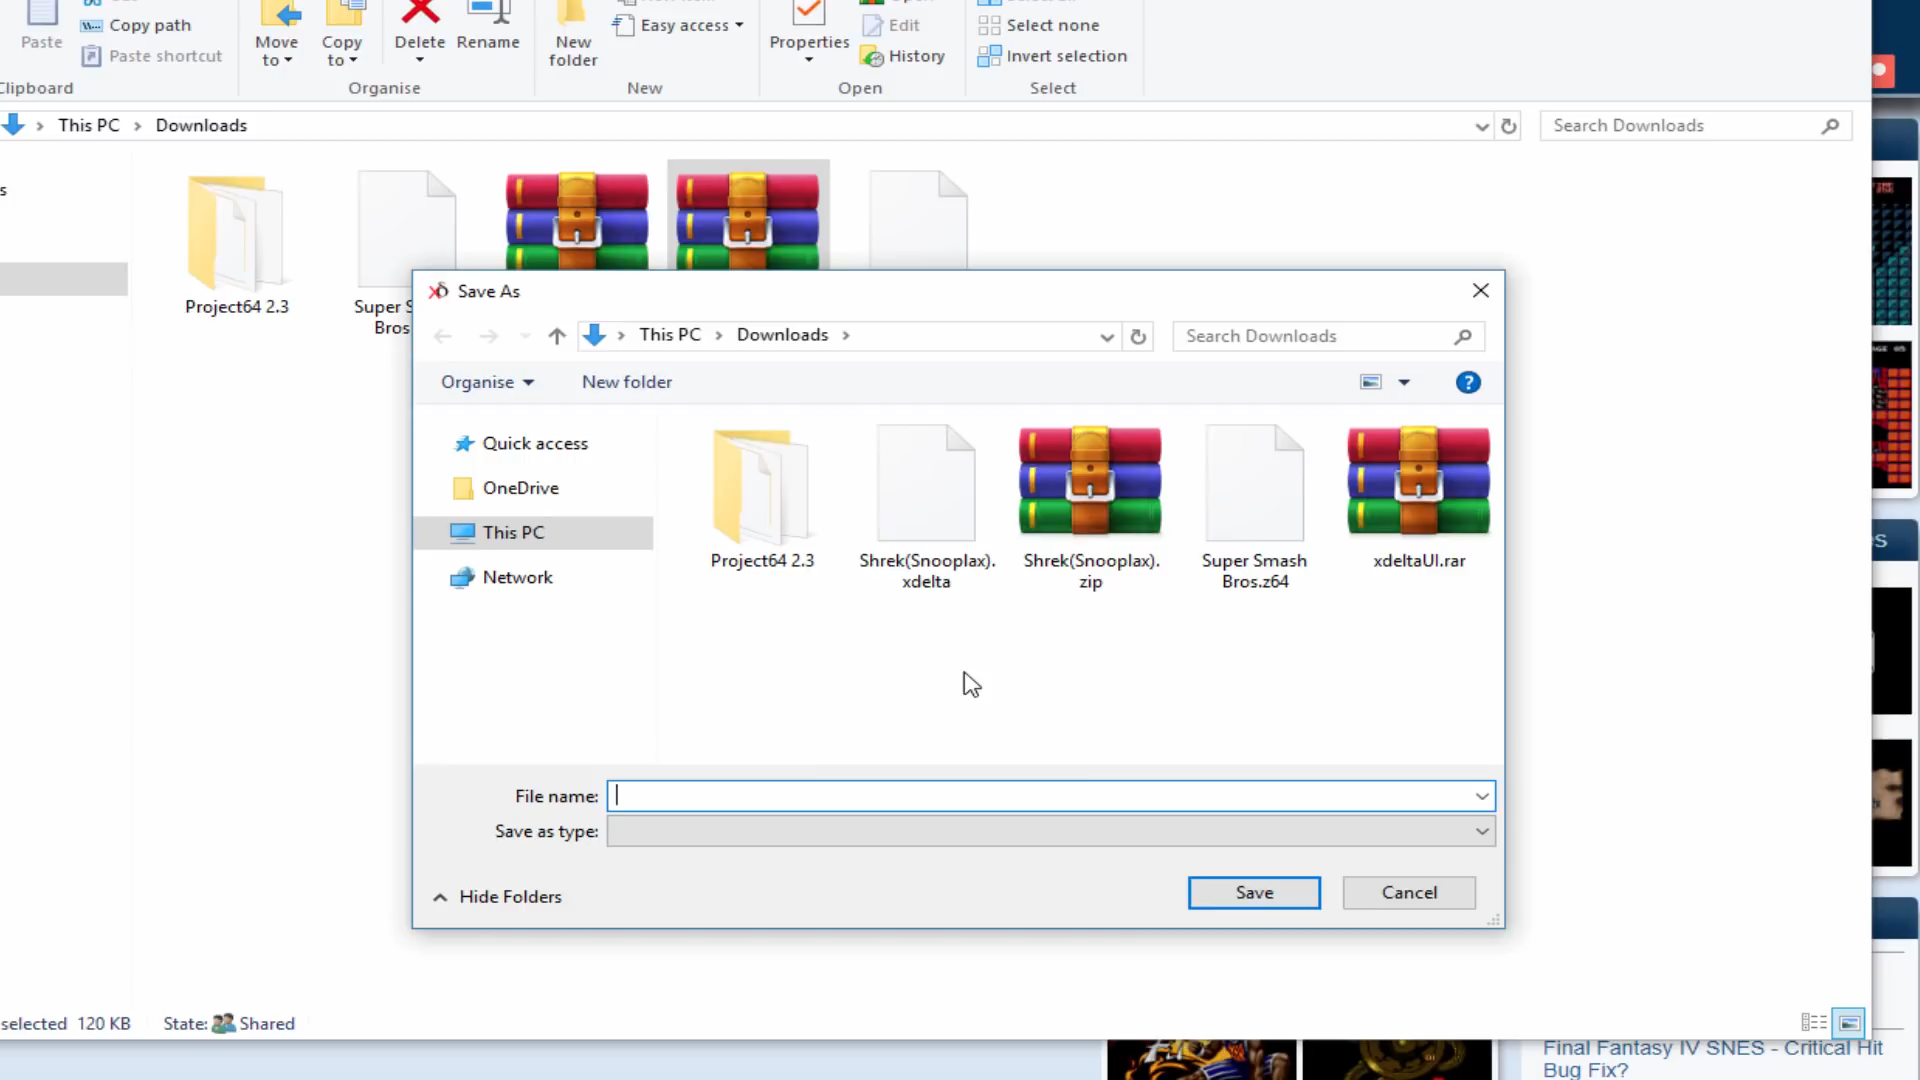 Copy path
Paste
Paste shortcut
Move to
Copy to
Delete
Rename
New folder
Easy access
Properties
Edit
History
Select none
Invert selection
Clipboard
Organise
New
Open
Select
This PC
Downloads
Search Downloads
Project64 2.3
Super S
Bros
Save As
This PC
Downloads
Search Downloads
Organise
New folder
Quick access
OneDrive
This PC
Network
Project64 2.3
Shrek(Snooplax).
xdelta
Shrek(Snooplax).
zip
Super Smash
Bros.z64
xdeltaUI.rar
File name:
Save as type:
Hide Folders
Save
Cancel
selected
120 KB
State:
Shared
Final Fantasy IV SNES - Critical Hit
Bug Fix?